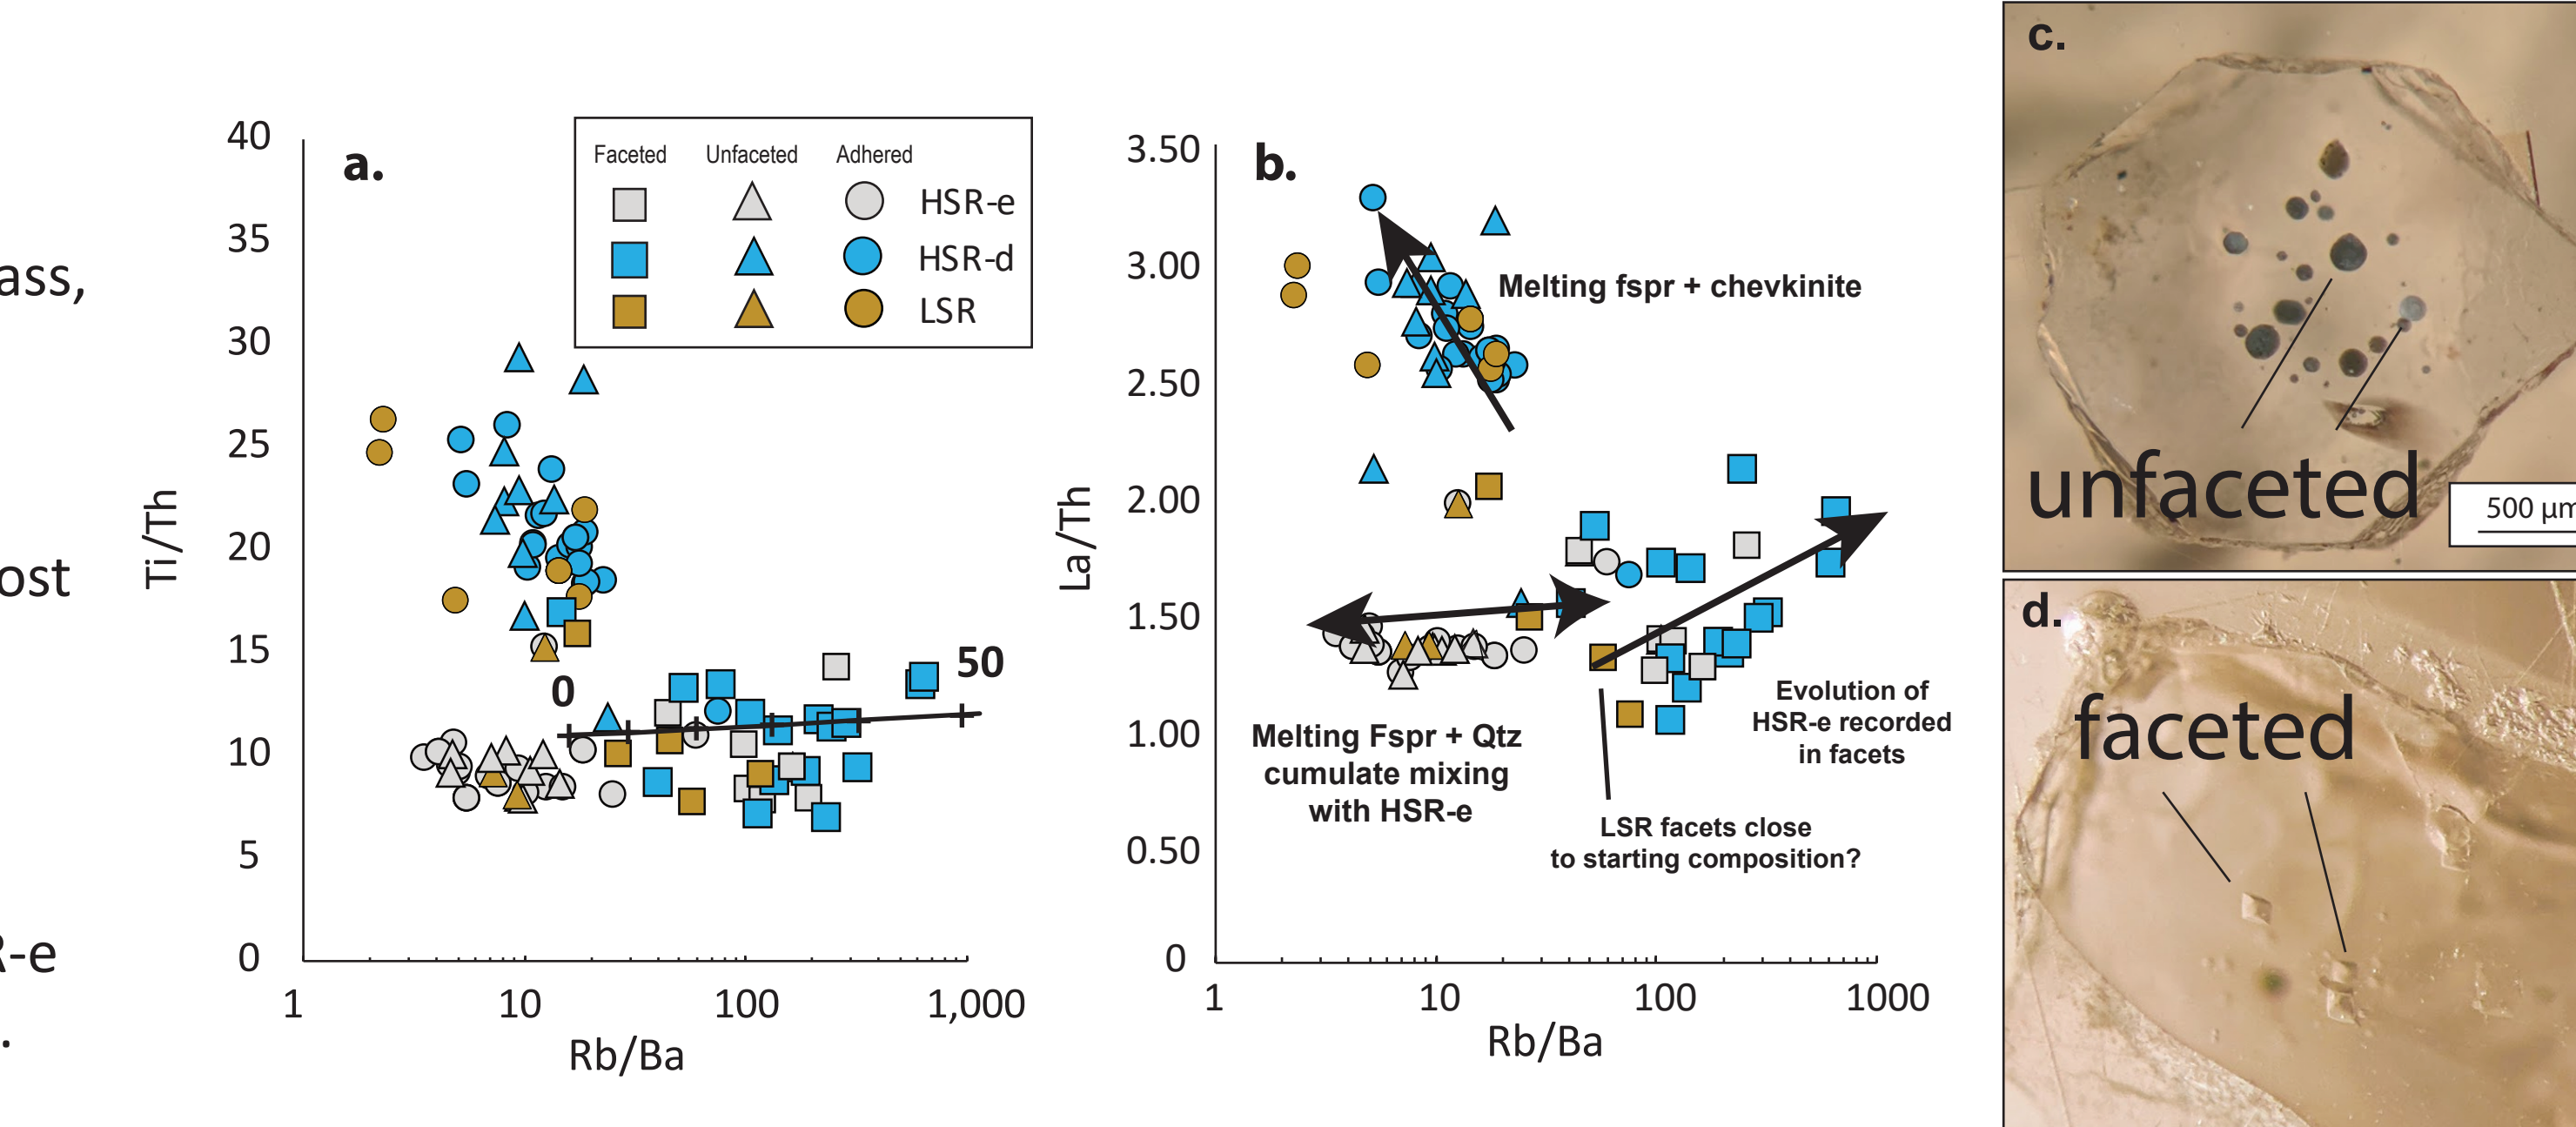 ass,
ost
R-e
.
a.
Faceted Unfaceted Adhered
HSR-e
HSR-d
LSR
40
35
30
25
20
15
10
5
0
Ti/Th
0
50
1 10 100 1,000
Rb/Ba
b.
3.50
3.00
2.50
2.00
1.50
1.00
0.50
0
La/Th
Melting fspr + chevkinite
Melting Fspr + Qtz
cumulate mixing
with HSR-e
Evolution of
HSR-e recorded
in facets
LSR facets close
to starting composition?
1 10 100 1000
Rb/Ba
c.
unfaceted
500 µm
d.
faceted